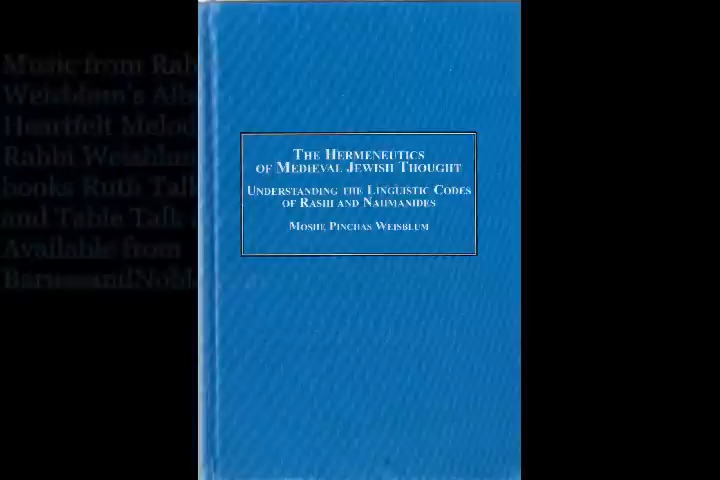 Music from Rab
Weisblum's Alb
Heartfelt Melod
Rabbi Weisblum
books Ruth Talk
and Table Talk
Available from
BarnesandNobl
THE HERMENEUTICS
OF MEDIEVAL JEWISH THOUGHT
UNDERSTANDING THE LINGUISTIC CODES
OF RASHI AND NAHMANIDES
MOSHE PINCHAS WEISBLUM